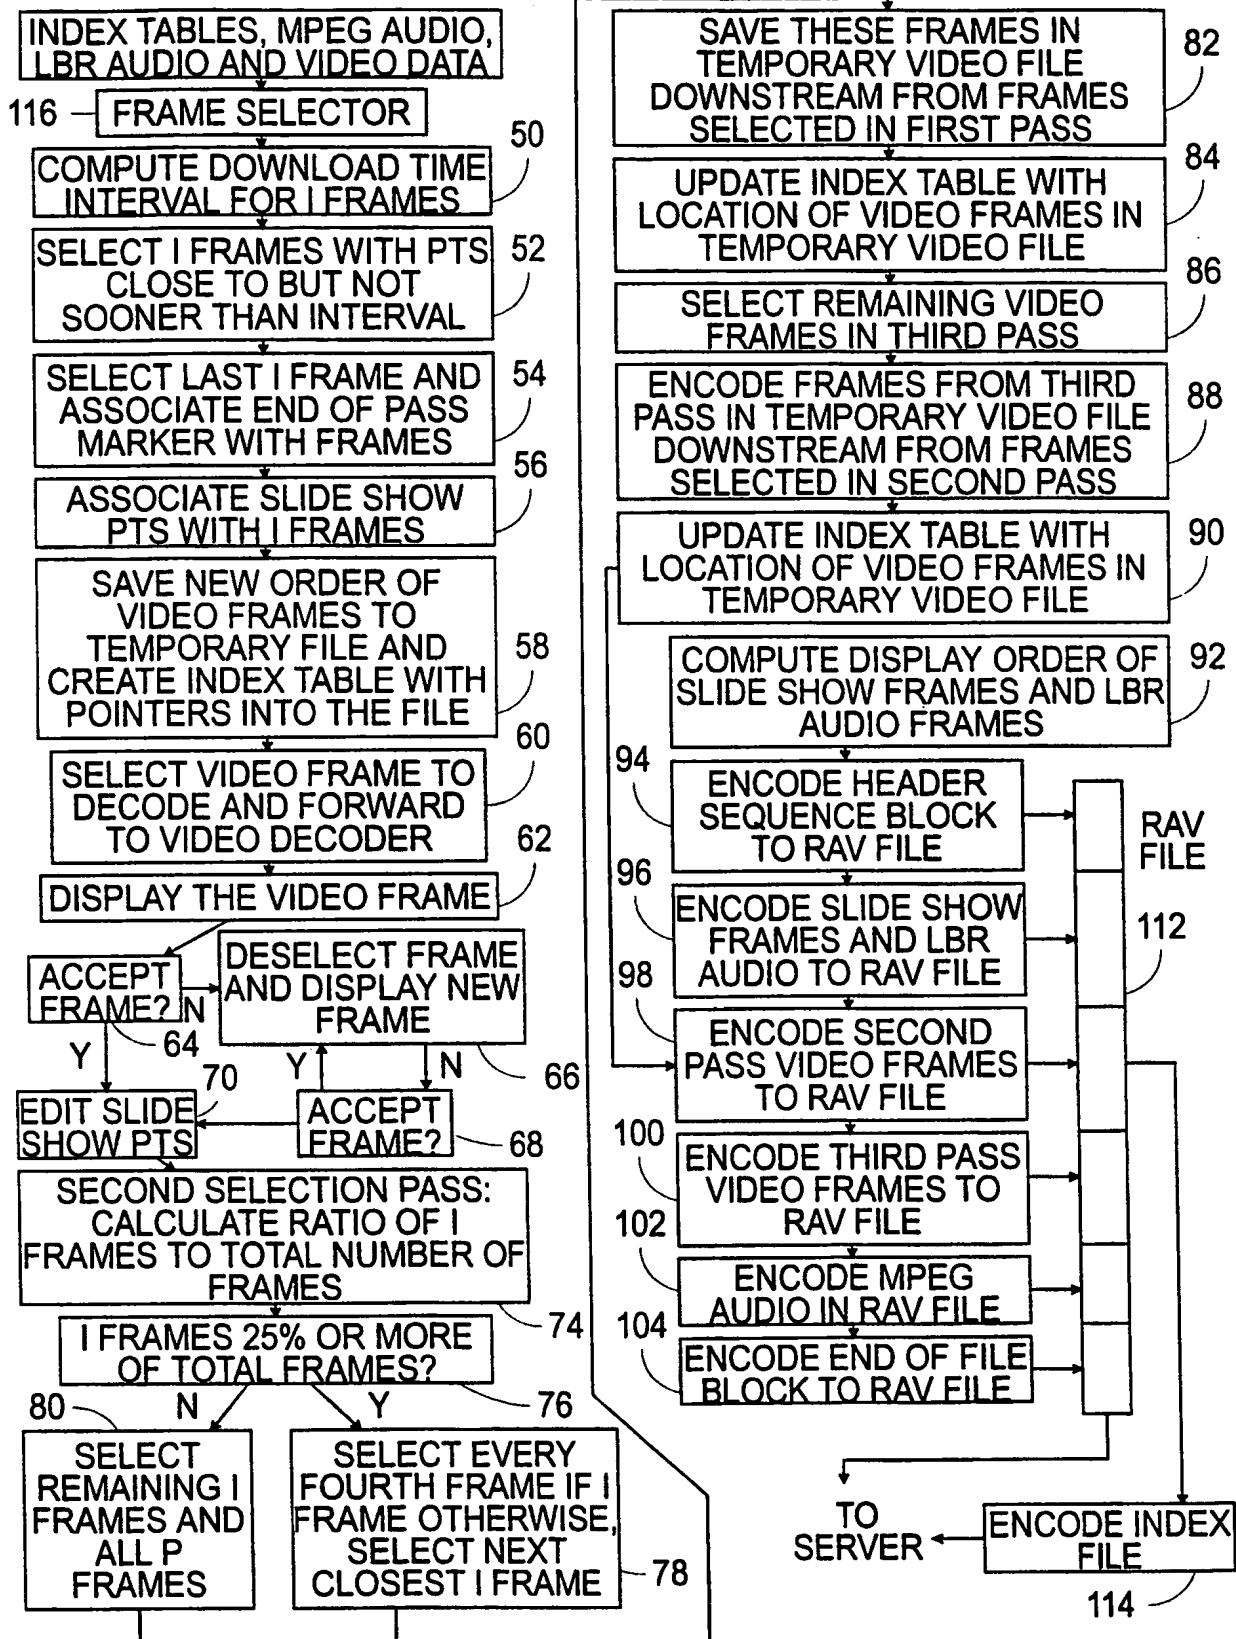 INDEX TABLES, MPEG AUDIO,
LBR AUDIO AND VIDEO DATA
116
FRAME SELECTOR
50
COMPUTE DOWNLOAD TIME
INTERVAL FOR I FRAMES
52
SELECT I FRAMES WITH PTS
CLOSE TO BUT NOT
SOONER THAN INTERVAL
54
SELECT LAST I FRAME AND
ASSOCIATE END OF PASS
MARKER WITH FRAMES
56
ASSOCIATE SLIDE SHOW
PTS WITH I FRAMES
SAVE NEW ORDER OF
VIDEO FRAMES TO
TEMPORARY FILE AND
CREATE INDEX TABLE WITH
POINTERS INTO THE FILE
58
60
SELECT VIDEO FRAME TO
DECODE AND FORWARD
TO VIDEO DECODER
62
DISPLAY THE VIDEO FRAME
ACCEPT
FRAME?
N
64
Y
DESELECT FRAME
AND DISPLAY NEW
FRAME
66
Y
N
70
EDIT SLIDE
SHOW PTS
ACCEPT
FRAME?
68
SECOND SELECTION PASS:
CALCULATE RATIO OF I
FRAMES TO TOTAL NUMBER OF
FRAMES
74
I FRAMES 25% OR MORE
OF TOTAL FRAMES?
76
N
Y
80
SELECT
REMAINING I
FRAMES AND
ALL P
FRAMES
SELECT EVERY
FOURTH FRAME IF I
FRAME OTHERWISE,
SELECT NEXT
CLOSEST I FRAME
78
SAVE THESE FRAMES IN
TEMPORARY VIDEO FILE
DOWNSTREAM FROM FRAMES
SELECTED IN FIRST PASS
82
UPDATE INDEX TABLE WITH
LOCATION OF VIDEO FRAMES IN
TEMPORARY VIDEO FILE
84
SELECT REMAINING VIDEO
FRAMES IN THIRD PASS
86
ENCODE FRAMES FROM THIRD
PASS IN TEMPORARY VIDEO FILE
DOWNSTREAM FROM FRAMES
SELECTED IN SECOND PASS
88
UPDATE INDEX TABLE WITH
LOCATION OF VIDEO FRAMES IN
TEMPORARY VIDEO FILE
90
COMPUTE DISPLAY ORDER OF
SLIDE SHOW FRAMES AND LBR
AUDIO FRAMES
92
94
ENCODE HEADER
SEQUENCE BLOCK
TO RAV FILE
RAV
FILE
96
ENCODE SLIDE SHOW
FRAMES AND LBR
AUDIO TO RAV FILE
112
98
ENCODE SECOND
PASS VIDEO FRAMES
TO RAV FILE
100
ENCODE THIRD PASS
VIDEO FRAMES TO
RAV FILE
102
ENCODE MPEG
AUDIO IN RAV FILE
104
ENCODE END OF FILE
BLOCK TO RAV FILE
TO
SERVER
ENCODE INDEX
FILE
114